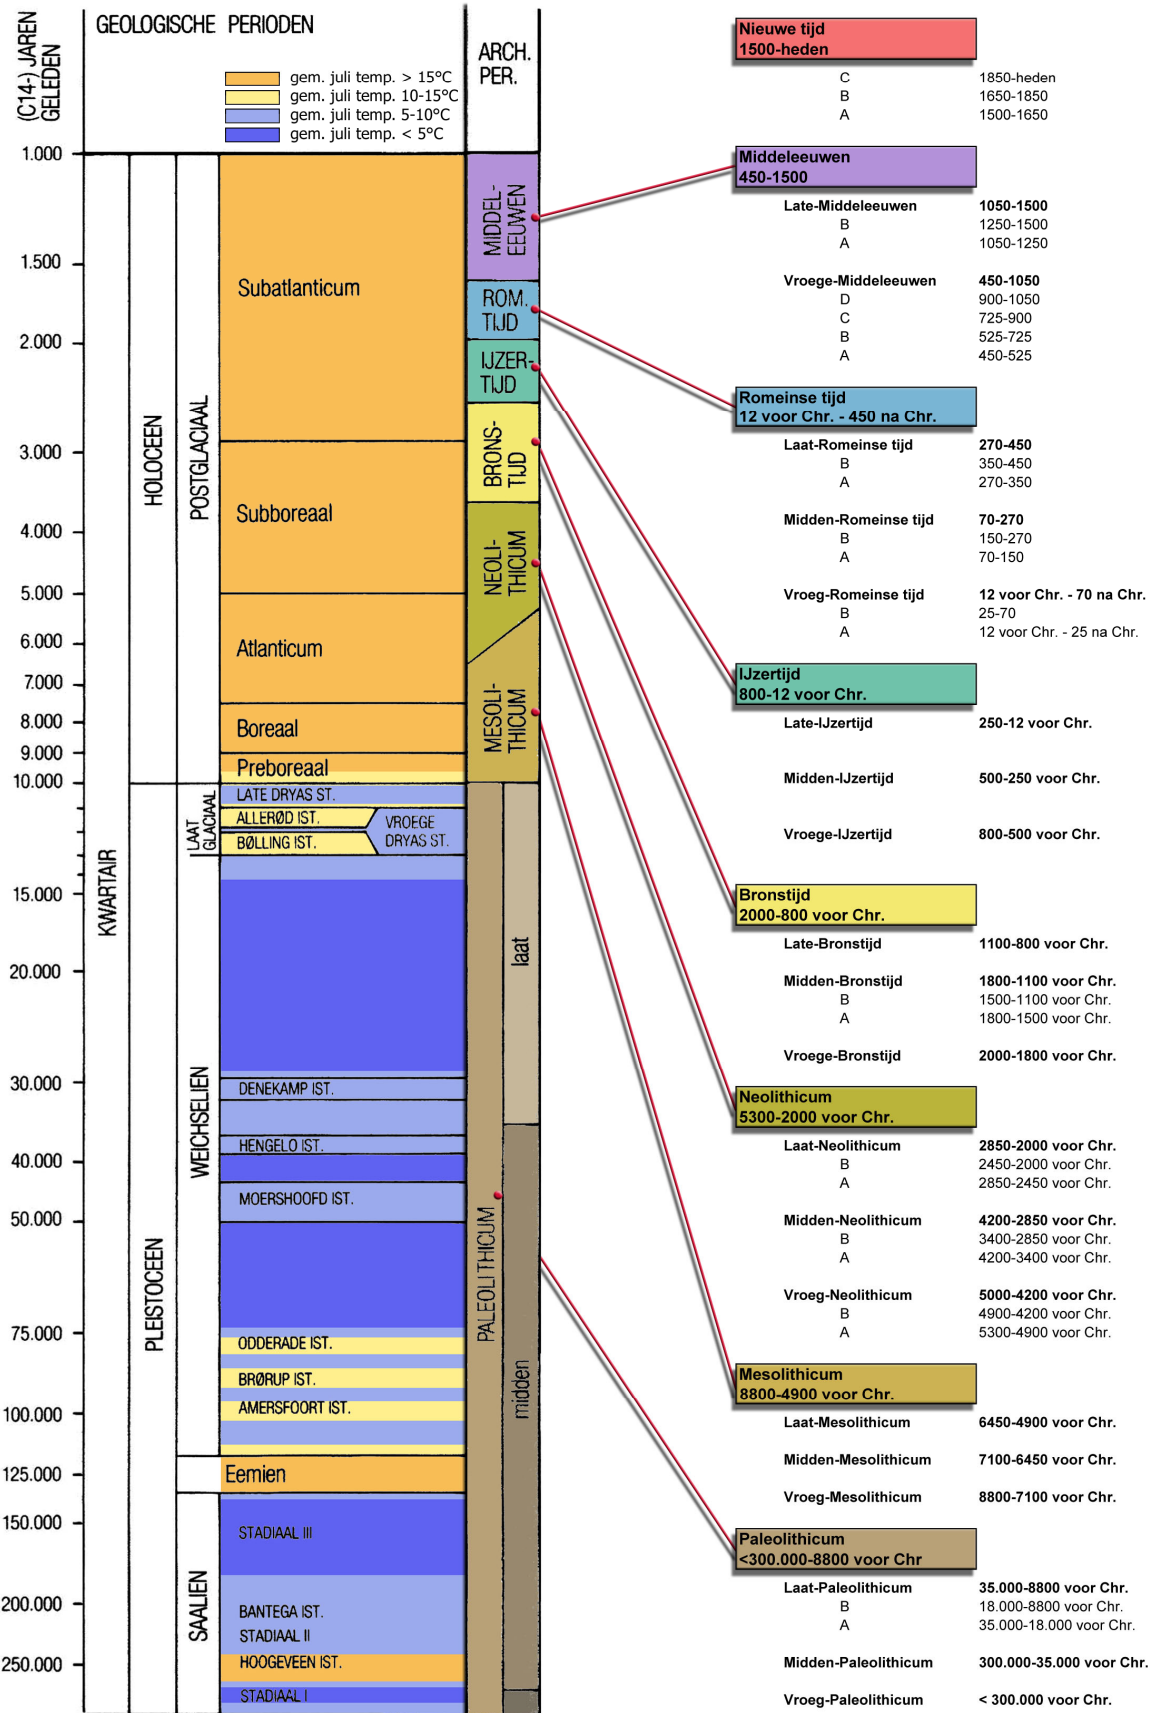 (C14-) JAREN
GELEDEN
GEOLOGISCHE PERIODEN
gem. juli temp. > 15°C
gem. juli temp. 10-15°C
gem. juli temp. 5-10°C
gem. juli temp. < 5°C
ARCH.
PER.
1.000
1.500
2.000
3.000
4.000
5.000
6.000
7.000
8.000
9.000
10.000
15.000
20.000
30.000
40.000
50.000
75.000
100.000
125.000
150.000
200.000
250.000
KWARTAIR
HOLOCEEN
PLEISTOCEEN
POSTGLACIAAL
LAAT
GLACIAAL
WEICHSELIEN
SAALIEN
Subatlanticum
Subboreaal
Atlanticum
Boreaal
Preboreaal
LATE DRYAS ST.
ALLERØD IST.
VROEGE
DRYAS ST.
BØLLING IST.
DENEKAMP IST.
HENGELO IST.
MOERSHOOFD IST.
ODDERADE IST.
BRØRUP IST.
AMERSFOORT IST.
Eemien
STADIAAL III
BANTEGA IST.
STADIAAL II
HOOGEVEEN IST.
STADIAAL I
MIDDEL-
EEUWEN
ROM.
TIJD
IJZER-
TIJD
BRONS-
TIJD
NEOLI-
THICUM
MESOLI-
THICUM
PALEOLITHICUM
laat
midden
Nieuwe tijd
1500-heden
C 1850-heden
B 1650-1850
A 1500-1650
Middeleeuwen
450-1500
Late-Middeleeuwen 1050-1500
B 1250-1500
A 1050-1250
Vroege-Middeleeuwen 450-1050
D 900-1050
C 725-900
B 525-725
A 450-525
Romeinse tijd
12 voor Chr. - 450 na Chr.
Laat-Romeinse tijd 270-450
B 350-450
A 270-350
Midden-Romeinse tijd 70-270
B 150-270
A 70-150
Vroeg-Romeinse tijd 12 voor Chr. - 70 na Chr.
B 25-70
A 12 voor Chr. - 25 na Chr.
IJzertijd
800-12 voor Chr.
Late-IJzertijd 250-12 voor Chr.
Midden-IJzertijd 500-250 voor Chr.
Vroege-IJzertijd 800-500 voor Chr.
Bronstijd
2000-800 voor Chr.
Late-Bronstijd 1100-800 voor Chr.
Midden-Bronstijd 1800-1100 voor Chr.
B 1500-1100 voor Chr.
A 1800-1500 voor Chr.
Vroege-Bronstijd 2000-1800 voor Chr.
Neolithicum
5300-2000 voor Chr.
Laat-Neolithicum 2850-2000 voor Chr.
B 2450-2000 voor Chr.
A 2850-2450 voor Chr.
Midden-Neolithicum 4200-2850 voor Chr.
B 3400-2850 voor Chr.
A 4200-3400 voor Chr.
Vroeg-Neolithicum 5000-4200 voor Chr.
B 4900-4200 voor Chr.
A 5300-4900 voor Chr.
Mesolithicum
8800-4900 voor Chr.
Laat-Mesolithicum 6450-4900 voor Chr.
Midden-Mesolithicum 7100-6450 voor Chr.
Vroeg-Mesolithicum 8800-7100 voor Chr.
Paleolithicum
<300.000-8800 voor Chr
Laat-Paleolithicum 35.000-8800 voor Chr.
B 18.000-8800 voor Chr.
A 35.000-18.000 voor Chr.
Midden-Paleolithicum 300.000-35.000 voor Chr.
Vroeg-Paleolithicum < 300.000 voor Chr.